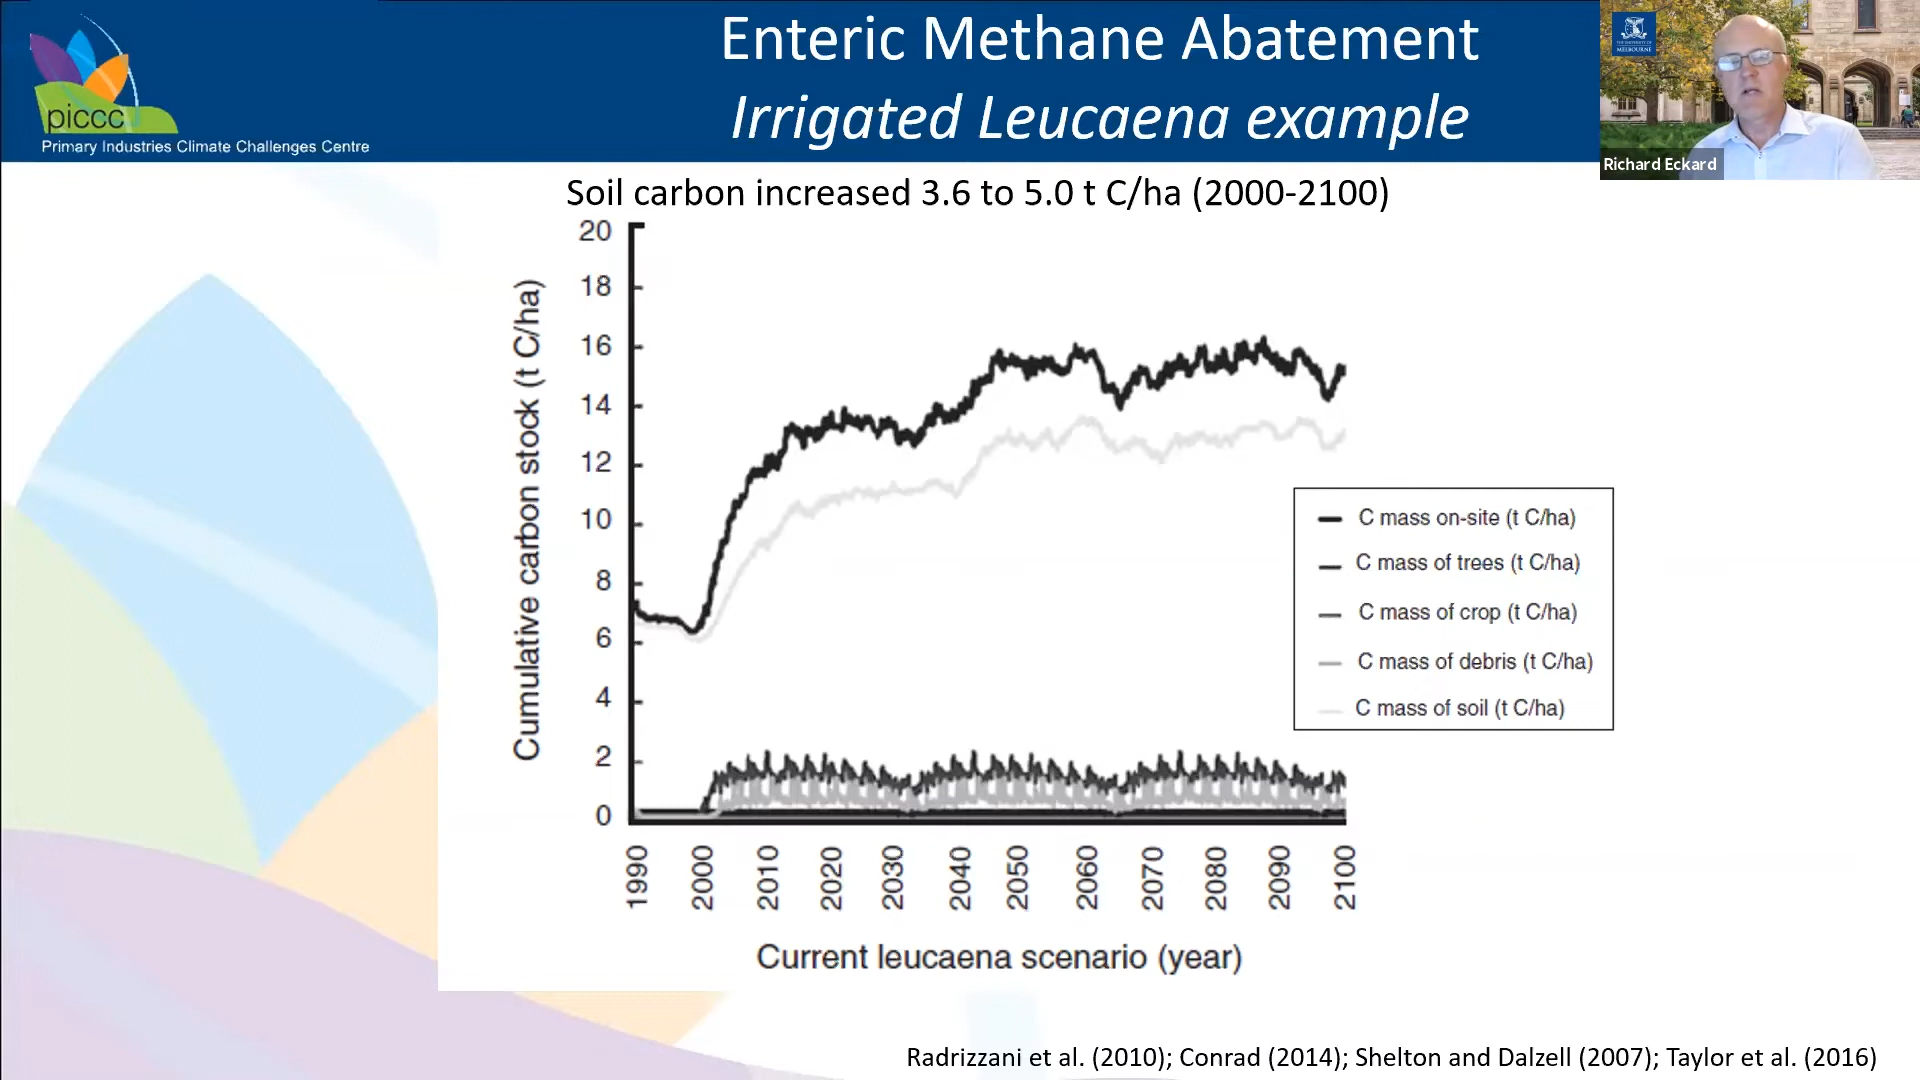 Enteric Methane Abatement
Irrigated Leucaena example
piccc
Primary Industries Climate Challenges Centre
THE UNIVERSITY OF
MELBOURNE
Richard Eckard
Soil carbon increased 3.6 to 5.0 t C/ha (2000-2100)
Cumulative carbon stock (t C/ha)
20
18
16
14
12
10
8
6
4
2
0
1990
2000
2010
2020
2030
2040
2050
2060
2070
2080
2090
2100
Current leucaena scenario (year)
C mass on-site (t C/ha)
C mass of trees (t C/ha)
C mass of crop (t C/ha)
C mass of debris (t C/ha)
C mass of soil (t C/ha)
Radrizzani et al. (2010); Conrad (2014); Shelton and Dalzell (2007); Taylor et al. (2016)